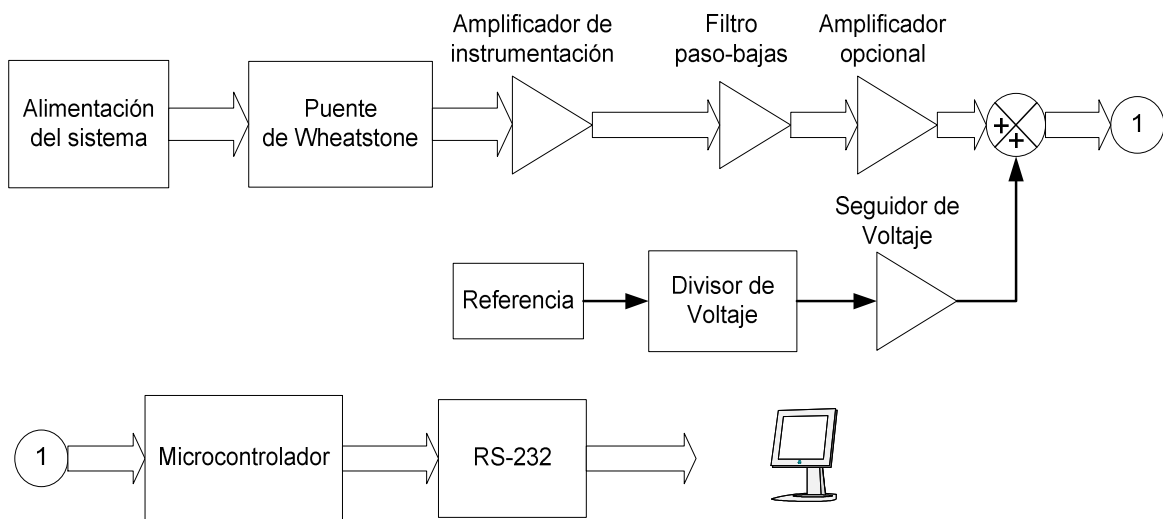 Amplificador de
instrumentación
Filtro
paso-bajas
Amplificador
opcional
Alimentación
del sistema
Puente
de Wheatstone
+
+
1
Seguidor de
Voltaje
Referencia
Divisor de
Voltaje
1
Microcontrolador
RS-232